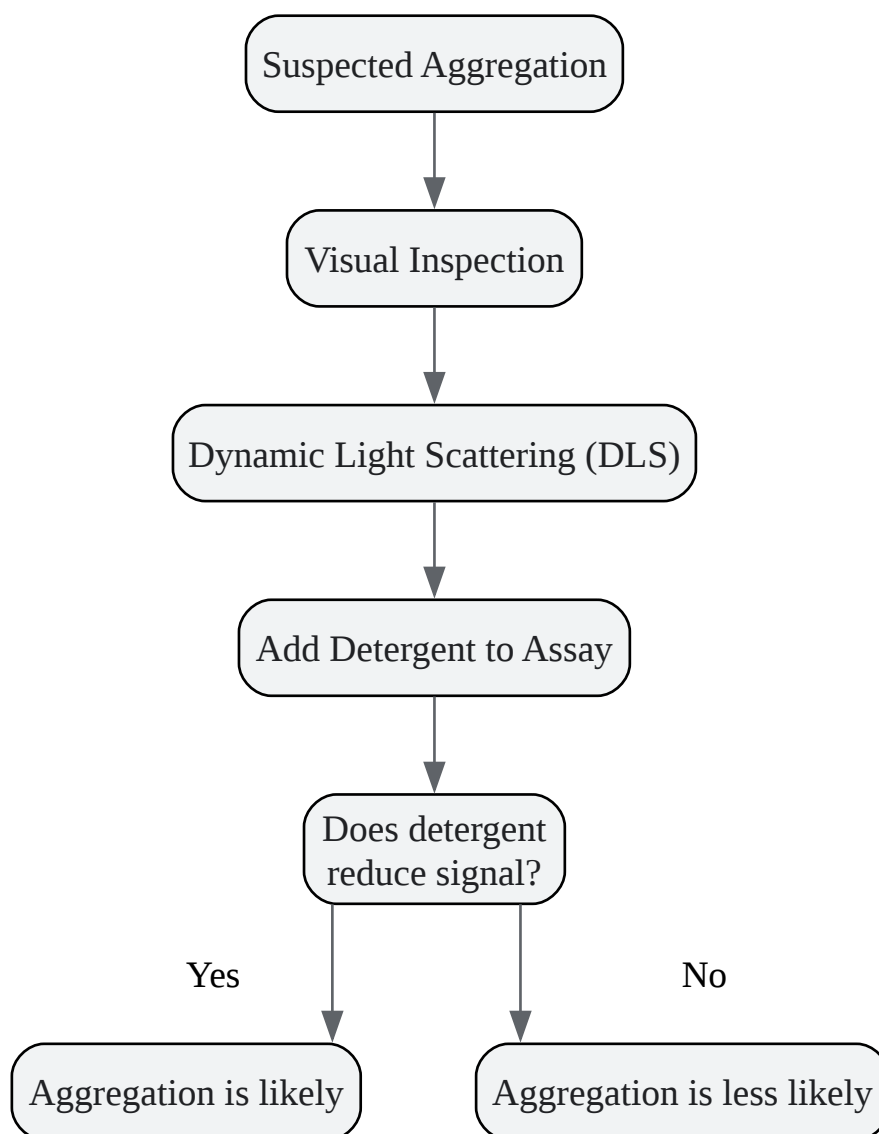 Suspected Aggregation
Visual Inspection
Dynamic Light Scattering (DLS)
Add Detergent to Assay
Does detergent
reduce signal?
Yes
No
Aggregation is likely
Aggregation is less likely